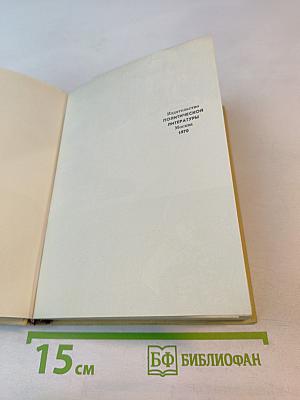 Издательство
ПОЛИТИЧЕСКОЙ
ЛИТЕРАТУРЫ
Москва
1970
15 см
БФ БИБЛИОФАН